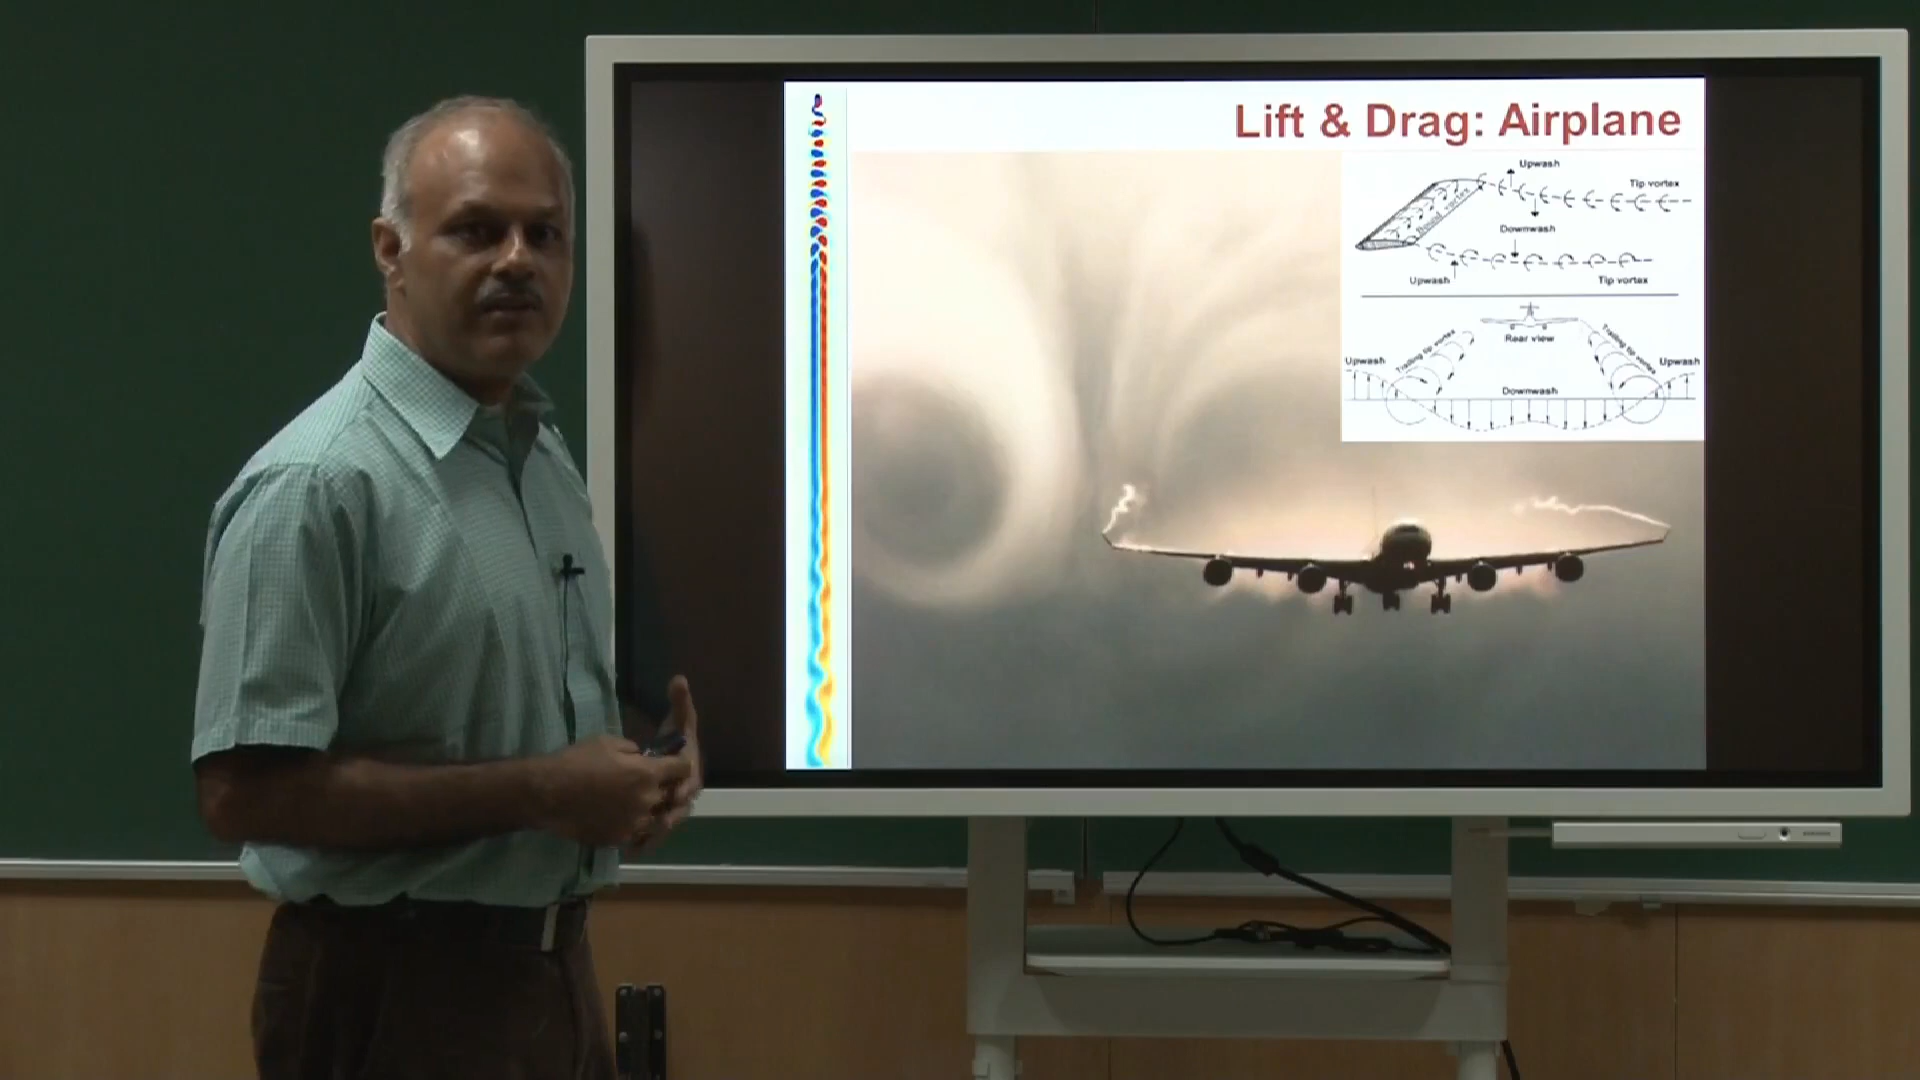 Lift & Drag: Airplane
Upwash
Tip vortex
Bound vortex
Downwash
Upwash
Tip vortex
Rear view
Trailing tip vortex
Trailing tip vortex
Upwash
Upwash
Downwash